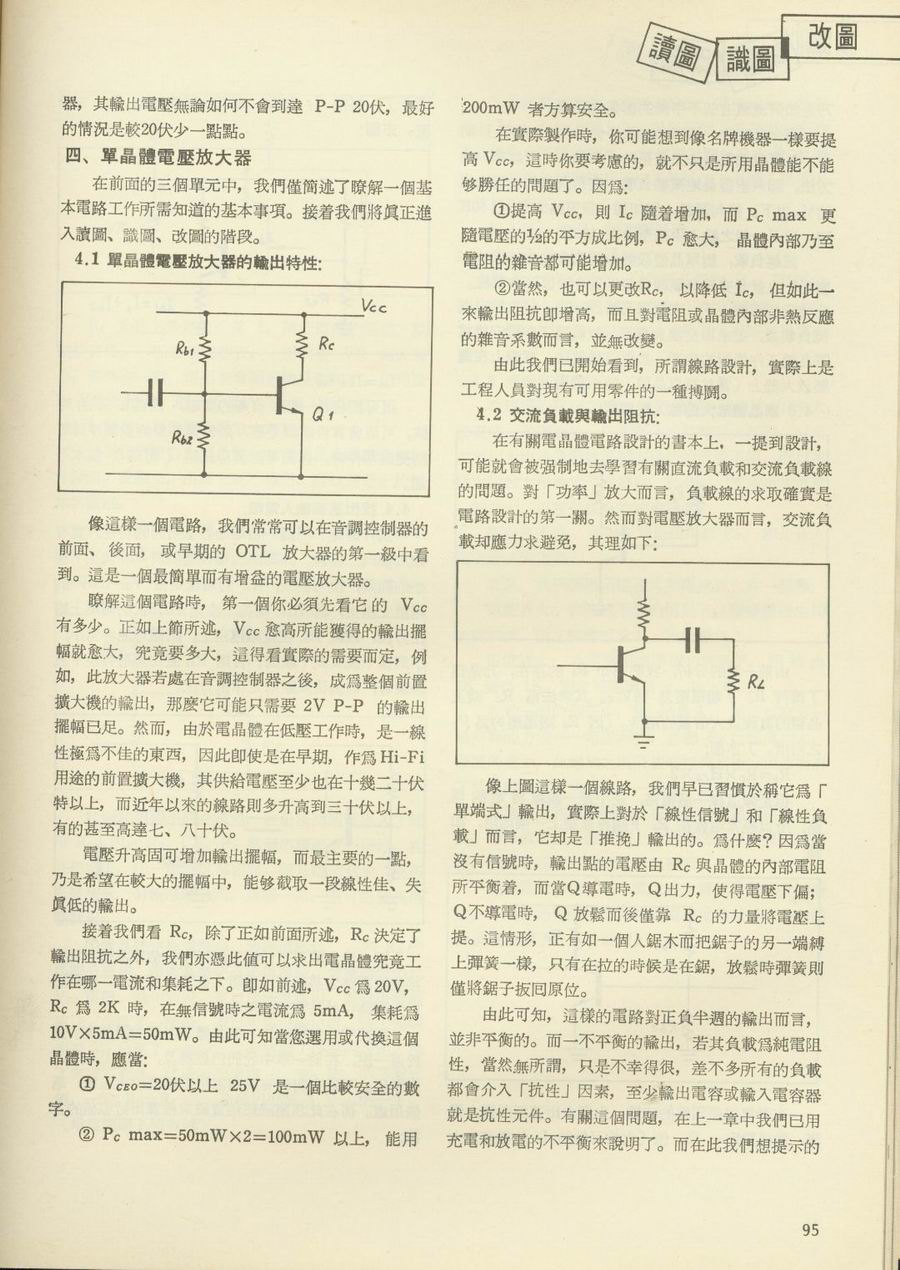 讀圖
識圖
改圖
器，其輸出電壓無論如何不會到達 P-P 20伏，最好
的情況是較20伏少一點點。
四、單晶體電壓放大器
在前面的三個單元中，我們僅簡述了瞭解一個基
本電路工作所需知道的基本事項。接着我們將眞正進
入讀圖、識圖、改圖的階段。
4.1 單晶體電壓放大器的輸出特性：
Vcc
Rb1
Rc
Q1
Rb2
像這樣一個電路，我們常常可以在音調控制器的
前面、後面，或早期的 OTL 放大器的第一級中看
到。這是一個最簡單而有增益的電壓放大器。
瞭解這個電路時，第一個你必須先看它的 Vcc
有多少。正如上節所述，Vcc 愈高所能獲得的輸出擺
幅就愈大，究竟要多大，這得看實際的需要而定，例
如，此放大器若處在音調控制器之後，成爲整個前置
擴大機的輸出，那麼它可能只需要 2V P-P 的輸出
擺幅已足。然而，由於電晶體在低壓工作時，是一線
性極爲不佳的東西，因此卽使是在早期，作爲 Hi-Fi
用途的前置擴大機，其供給電壓至少也在十幾二十伏
特以上，而近年以來的線路則多升高到三十伏以上，
有的甚至高達七、八十伏。
電壓升高固可增加輸出擺幅，而最主要的一點，
乃是希望在較大的擺幅中，能够截取一段線性佳、失
眞低的輸出。
接着我們看 Rc，除了正如前面所述，Rc 決定了
輸出阻抗之外，我們亦憑此值可以求出電晶體究竟工
作在哪一電流和集耗之下。卽如前述，Vcc 爲 20V，
Rc 爲 2K 時，在無信號時之電流爲 5mA， 集耗爲
10V×5mA=50mW。由此可知當您選用或代換這個
晶體時，應當：
① VCEO=20伏以上 25V 是一個比較安全的數
字。
② Pc max=50mW×2=100mW 以上，能用
200mW 者方算安全。
在實際製作時，你可能想到像名牌機器一樣要提
高 Vcc，這時你要考慮的，就不只是所用晶體能不能
够勝任的問題了。因爲：
①提高 Vcc，則 Ic 隨着增加，而 Pc max 更
隨電壓的½的平方成比例，Pc 愈大， 晶體內部乃至
電阻的雜音都可能增加。
②當然，也可以更改Rc，以降低 Ic，但如此一
來輸出阻抗卽增高，而且對電阻或晶體內部非熱反應
的雜音系數而言，並無改變。
由此我們已開始看到，所謂線路設計，實際上是
工程人員對現有可用零件的一種搏鬪。
4.2 交流負載與輸出阻抗：
在有關電晶體電路設計的書本上，一提到設計，
可能就會被强制地去學習有關直流負載和交流負載線
的問題。對「功率」放大而言，負載線的求取確實是
電路設計的第一關。然而對電壓放大器而言，交流負
載却應力求避免，其理如下：
RL
像上圖這樣一個線路，我們早已習慣於稱它爲「
單端式」輸出，實際上對於「線性信號」和「線性負
載」而言，它却是「推挽」輸出的。爲什麼？因爲當
沒有信號時，輸出點的電壓由 Rc 與晶體的內部電阻
所平衡着，而當Q導電時，Q出力，使得電壓下偏；
Q不導電時， Q 放鬆而後僅靠 Rc 的力量將電壓上
提。這情形，正有如一個人鋸木而把鋸子的另一端縛
上彈簧一樣，只有在拉的時候是在鋸，放鬆時彈簧則
僅將鋸子扳回原位。
由此可知，這樣的電路對正負半週的輸出而言，
並非平衡的。而一不平衡的輸出，若其負載爲純電阻
性，當然無所謂，只是不幸得很，差不多所有的負載
都會介入「抗性」因素，至少輸出電容或輸入電容器
就是抗性元件。有關這個問題，在上一章中我們已用
充電和放電的不平衡來說明了。而在此我們想提示的
95